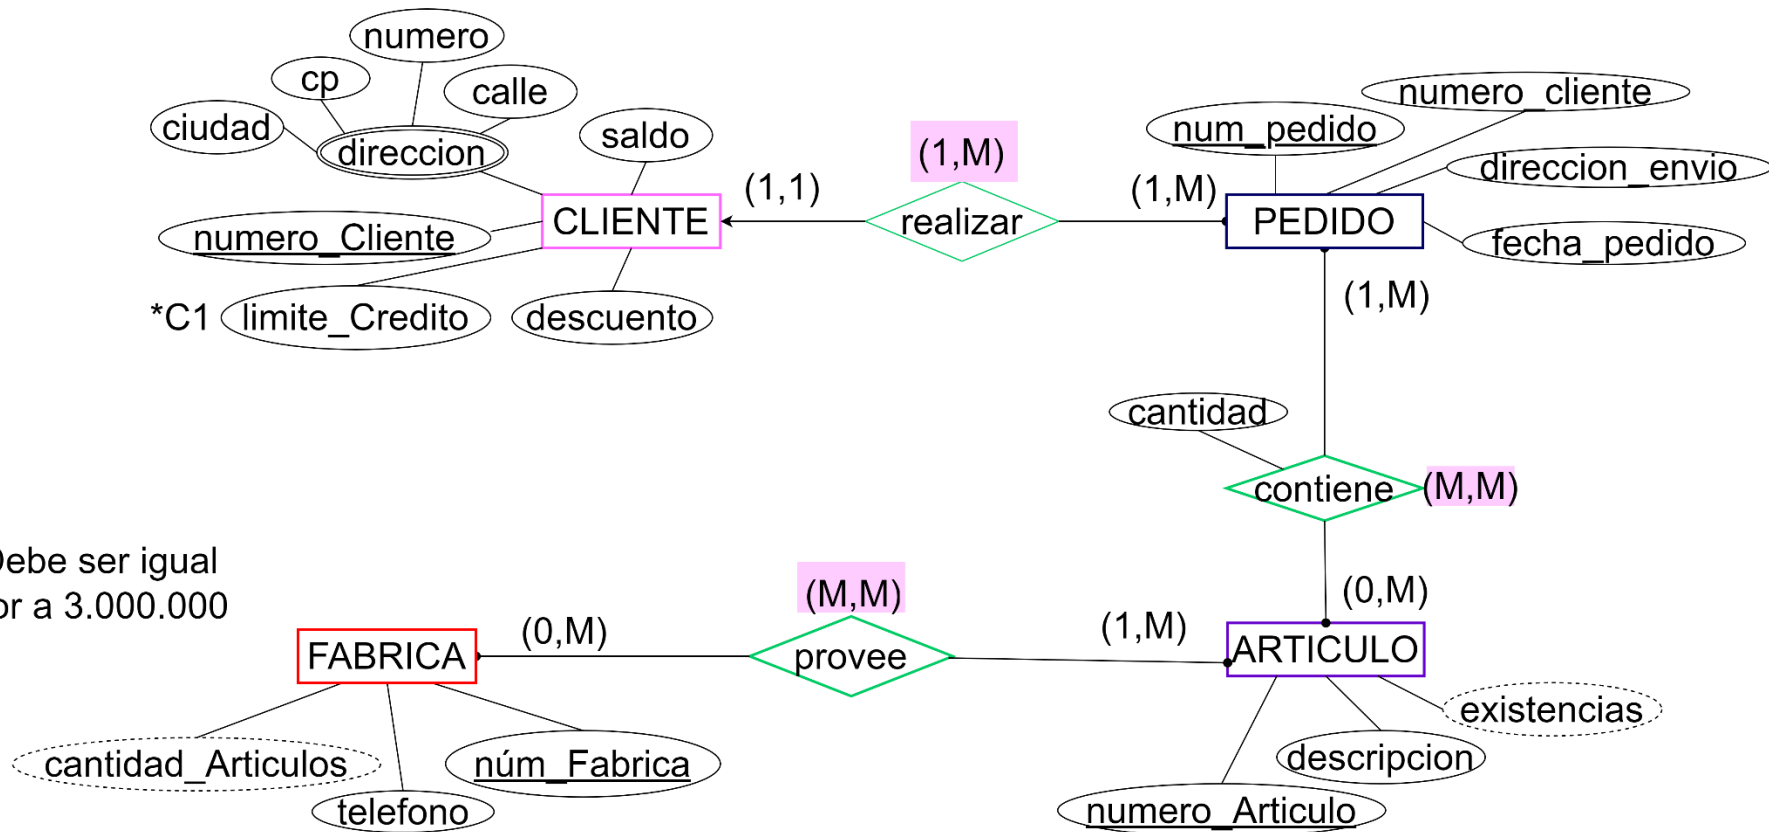 numero
cp
calle
ciudad
direccion
saldo
numero_Cliente
CLIENTE
*C1
limite_Credito
descuento
(1,1)
(1,M)
realizar
(1,M)
num_pedido
numero_cliente
direccion_envio
PEDIDO
fecha_pedido
(1,M)
cantidad
contiene
(M,M)
(0,M)
Debe ser igual
or a 3.000.000
FABRICA
(0,M)
(M,M)
provee
(1,M)
ARTICULO
existencias
descripcion
numero_Articulo
cantidad_Articulos
telefono
núm_Fabrica